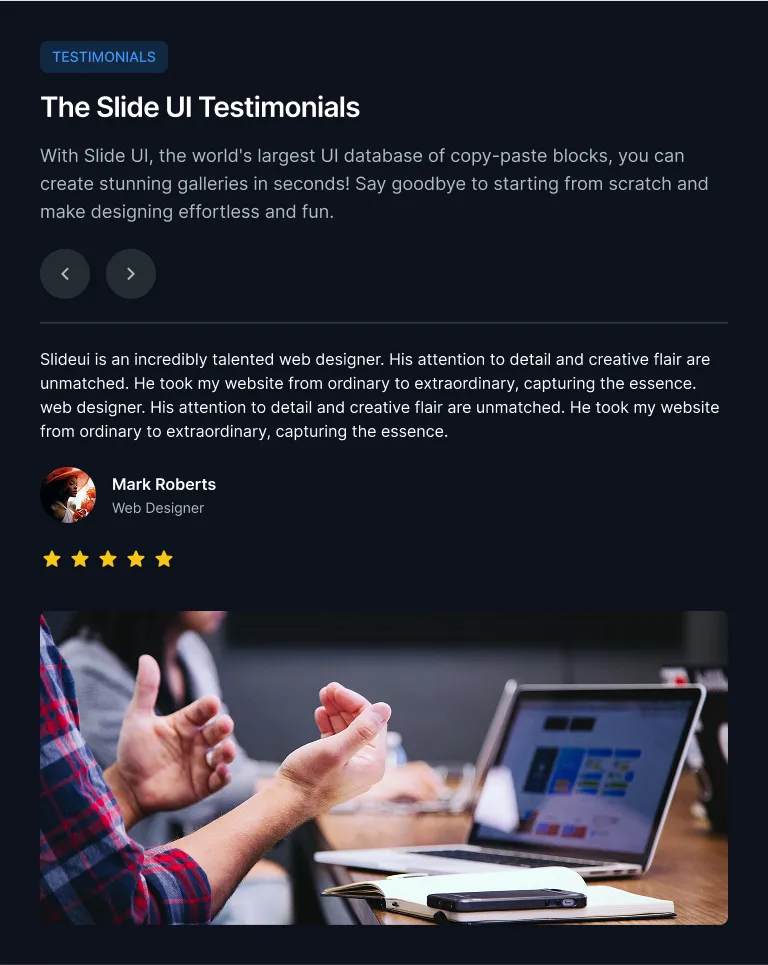 TESTIMONIALS
The Slide UI Testimonials
With Slide UI, the world's largest UI database of copy-paste blocks, you can
create stunning galleries in seconds! Say goodbye to starting from scratch and
make designing effortless and fun.
Slideui is an incredibly talented web designer. His attention to detail and creative flair are
unmatched. He took my website from ordinary to extraordinary, capturing the essence.
web designer. His attention to detail and creative flair are unmatched. He took my website
from ordinary to extraordinary, capturing the essence.
Mark Roberts
Web Designer